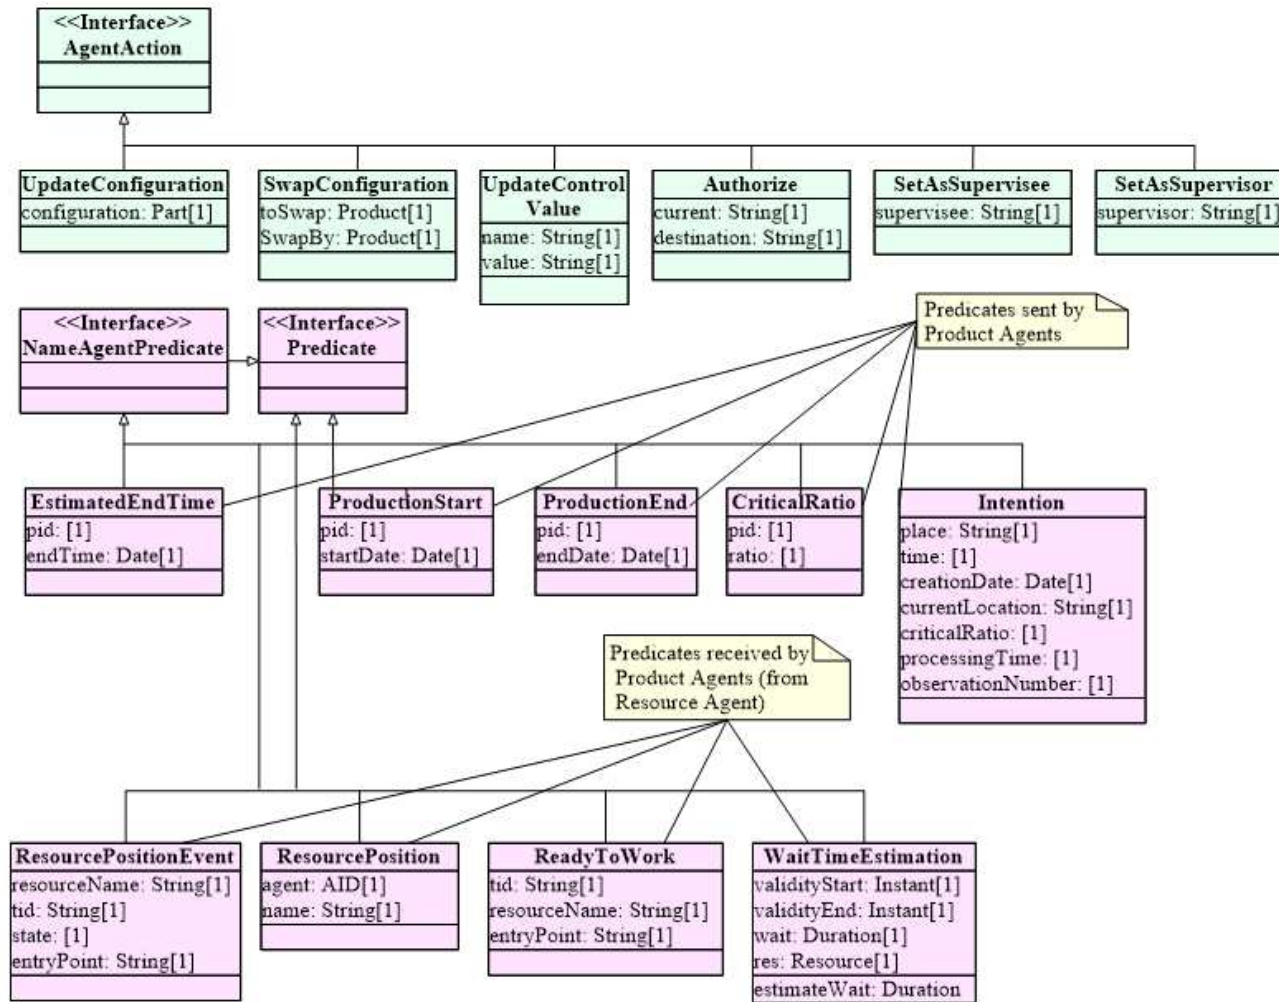 <<Interface>>
AgentAction
UpdateConfiguration
configuration: Part[1]
SwapConfiguration
toSwap: Product[1]
SwapBy: Product[1]
UpdateControl
Value
name: String[1]
value: String[1]
Authorize
current: String[1]
destination: String[1]
SetAsSupervisee
supervisee: String[1]
SetAsSupervisor
supervisor: String[1]
<<Interface>>
NameAgentPredicate
<<Interface>>
Predicate
Predicates sent by
Product Agents
EstimatedEndTime
pid: [1]
endTime: Date[1]
ProductionStart
pid: [1]
startDate: Date[1]
ProductionEnd
pid: [1]
endDate: Date[1]
CriticalRatio
pid: [1]
ratio: [1]
Intention
place: String[1]
time: [1]
creationDate: Date[1]
currentLocation: String[1]
criticalRatio: [1]
processingTime: [1]
observationNumber: [1]
Predicates received by
Product Agents (from
Resource Agent)
ResourcePositionEvent
resourceName: String[1]
tid: String[1]
state: [1]
entryPoint: String[1]
ResourcePosition
agent: AID[1]
name: String[1]
ReadyToWork
tid: String[1]
resourceName: String[1]
entryPoint: String[1]
WaitTimeEstimation
validityStart: Instant[1]
validityEnd: Instant[1]
wait: Duration[1]
res: Resource[1]
estimateWait: Duration